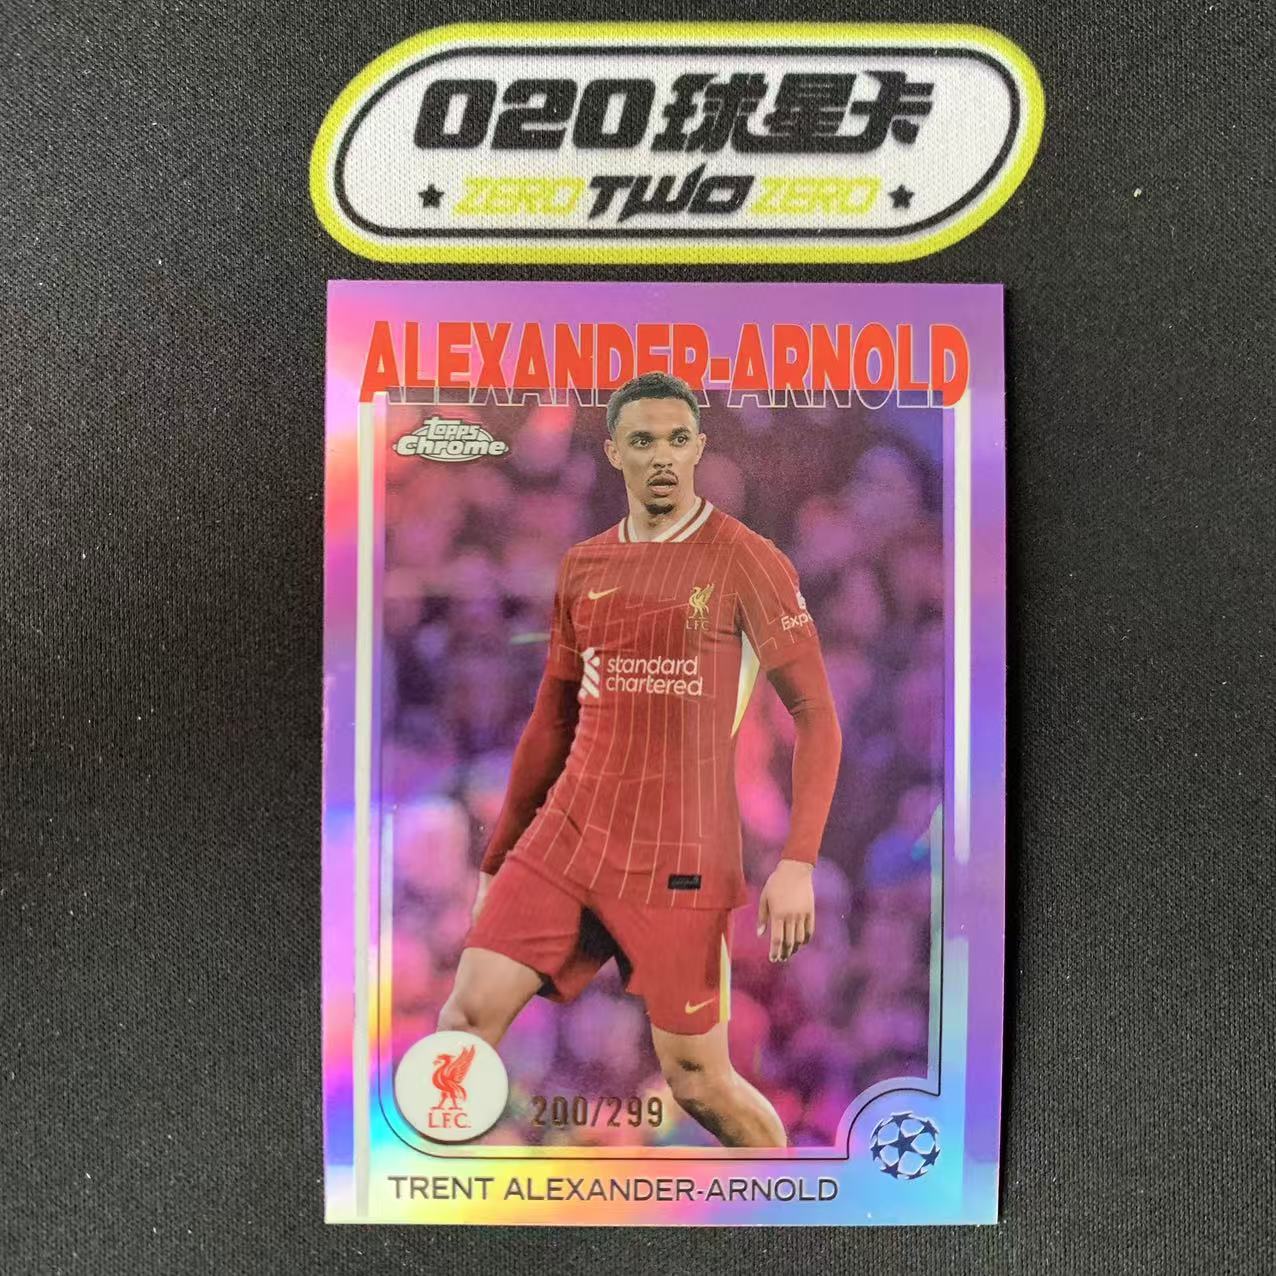 020球星卡
ZERO TWO ZERO
ALEXANDER-ARNOLD
Topps
Chrome
LFC
Exp
standard
chartered
L.F.C.
200/299
TRENT ALEXANDER-ARNOLD